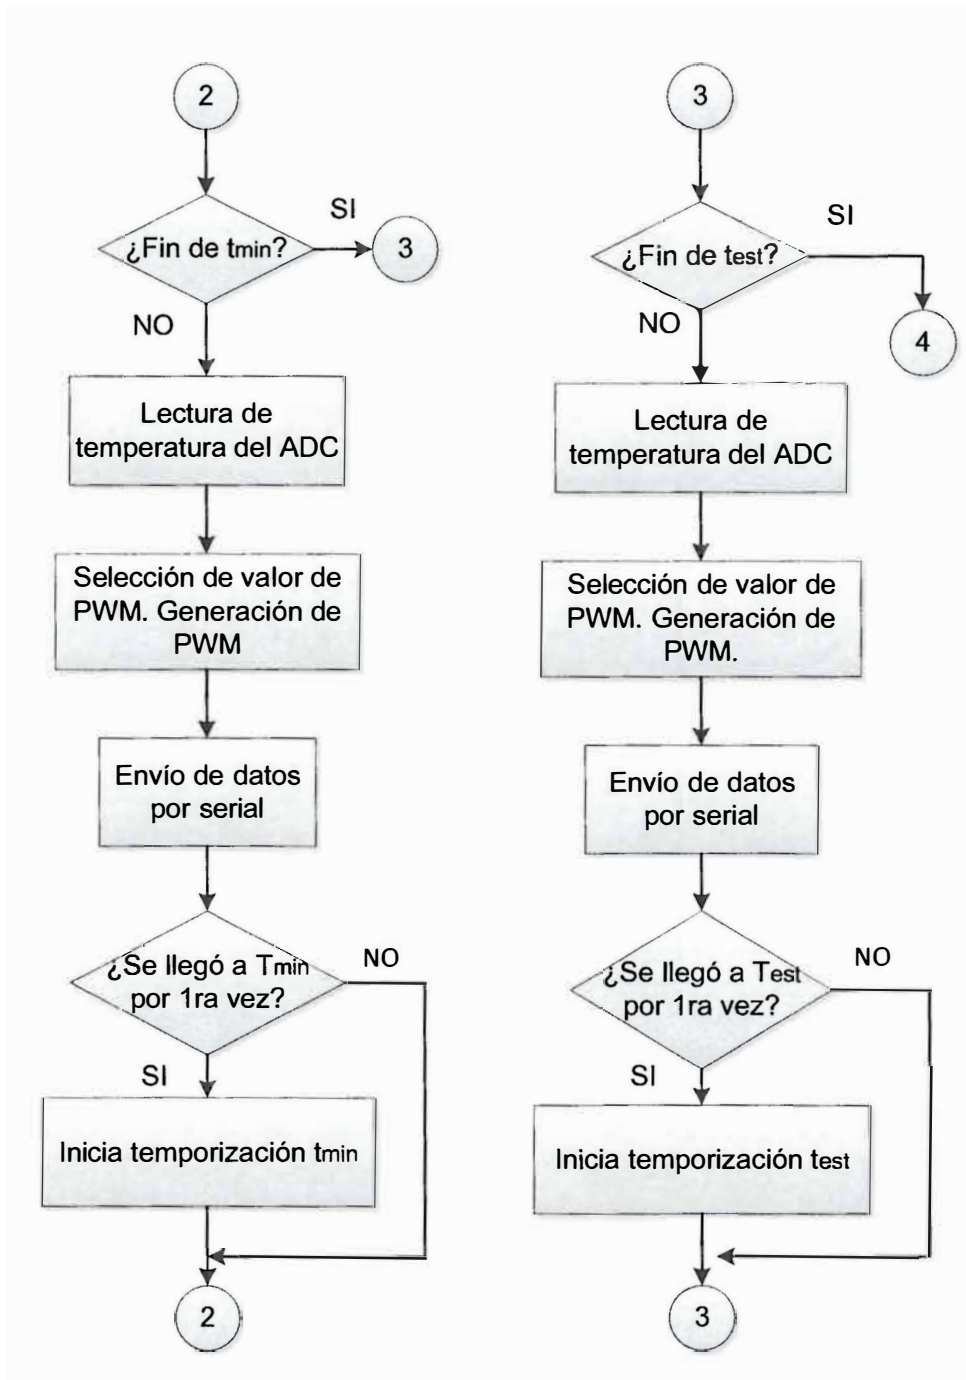 2
¿Fin de tmin?
SI
3
NO
Lectura de
temperatura del ADC
Selección de valor de
PWM. Generación de
PWM
Envío de datos
por serial
¿Se llegó a Tmin
por 1ra vez?
NO
SI
Inicia temporización tmin
2
3
¿Fin de test?
SI
4
NO
Lectura de
temperatura del ADC
Selección de valor de
PWM. Generación de
PWM.
Envío de datos
por serial
¿Se llegó a Test
por 1ra vez?
NO
SI
Inicia temporización test
3